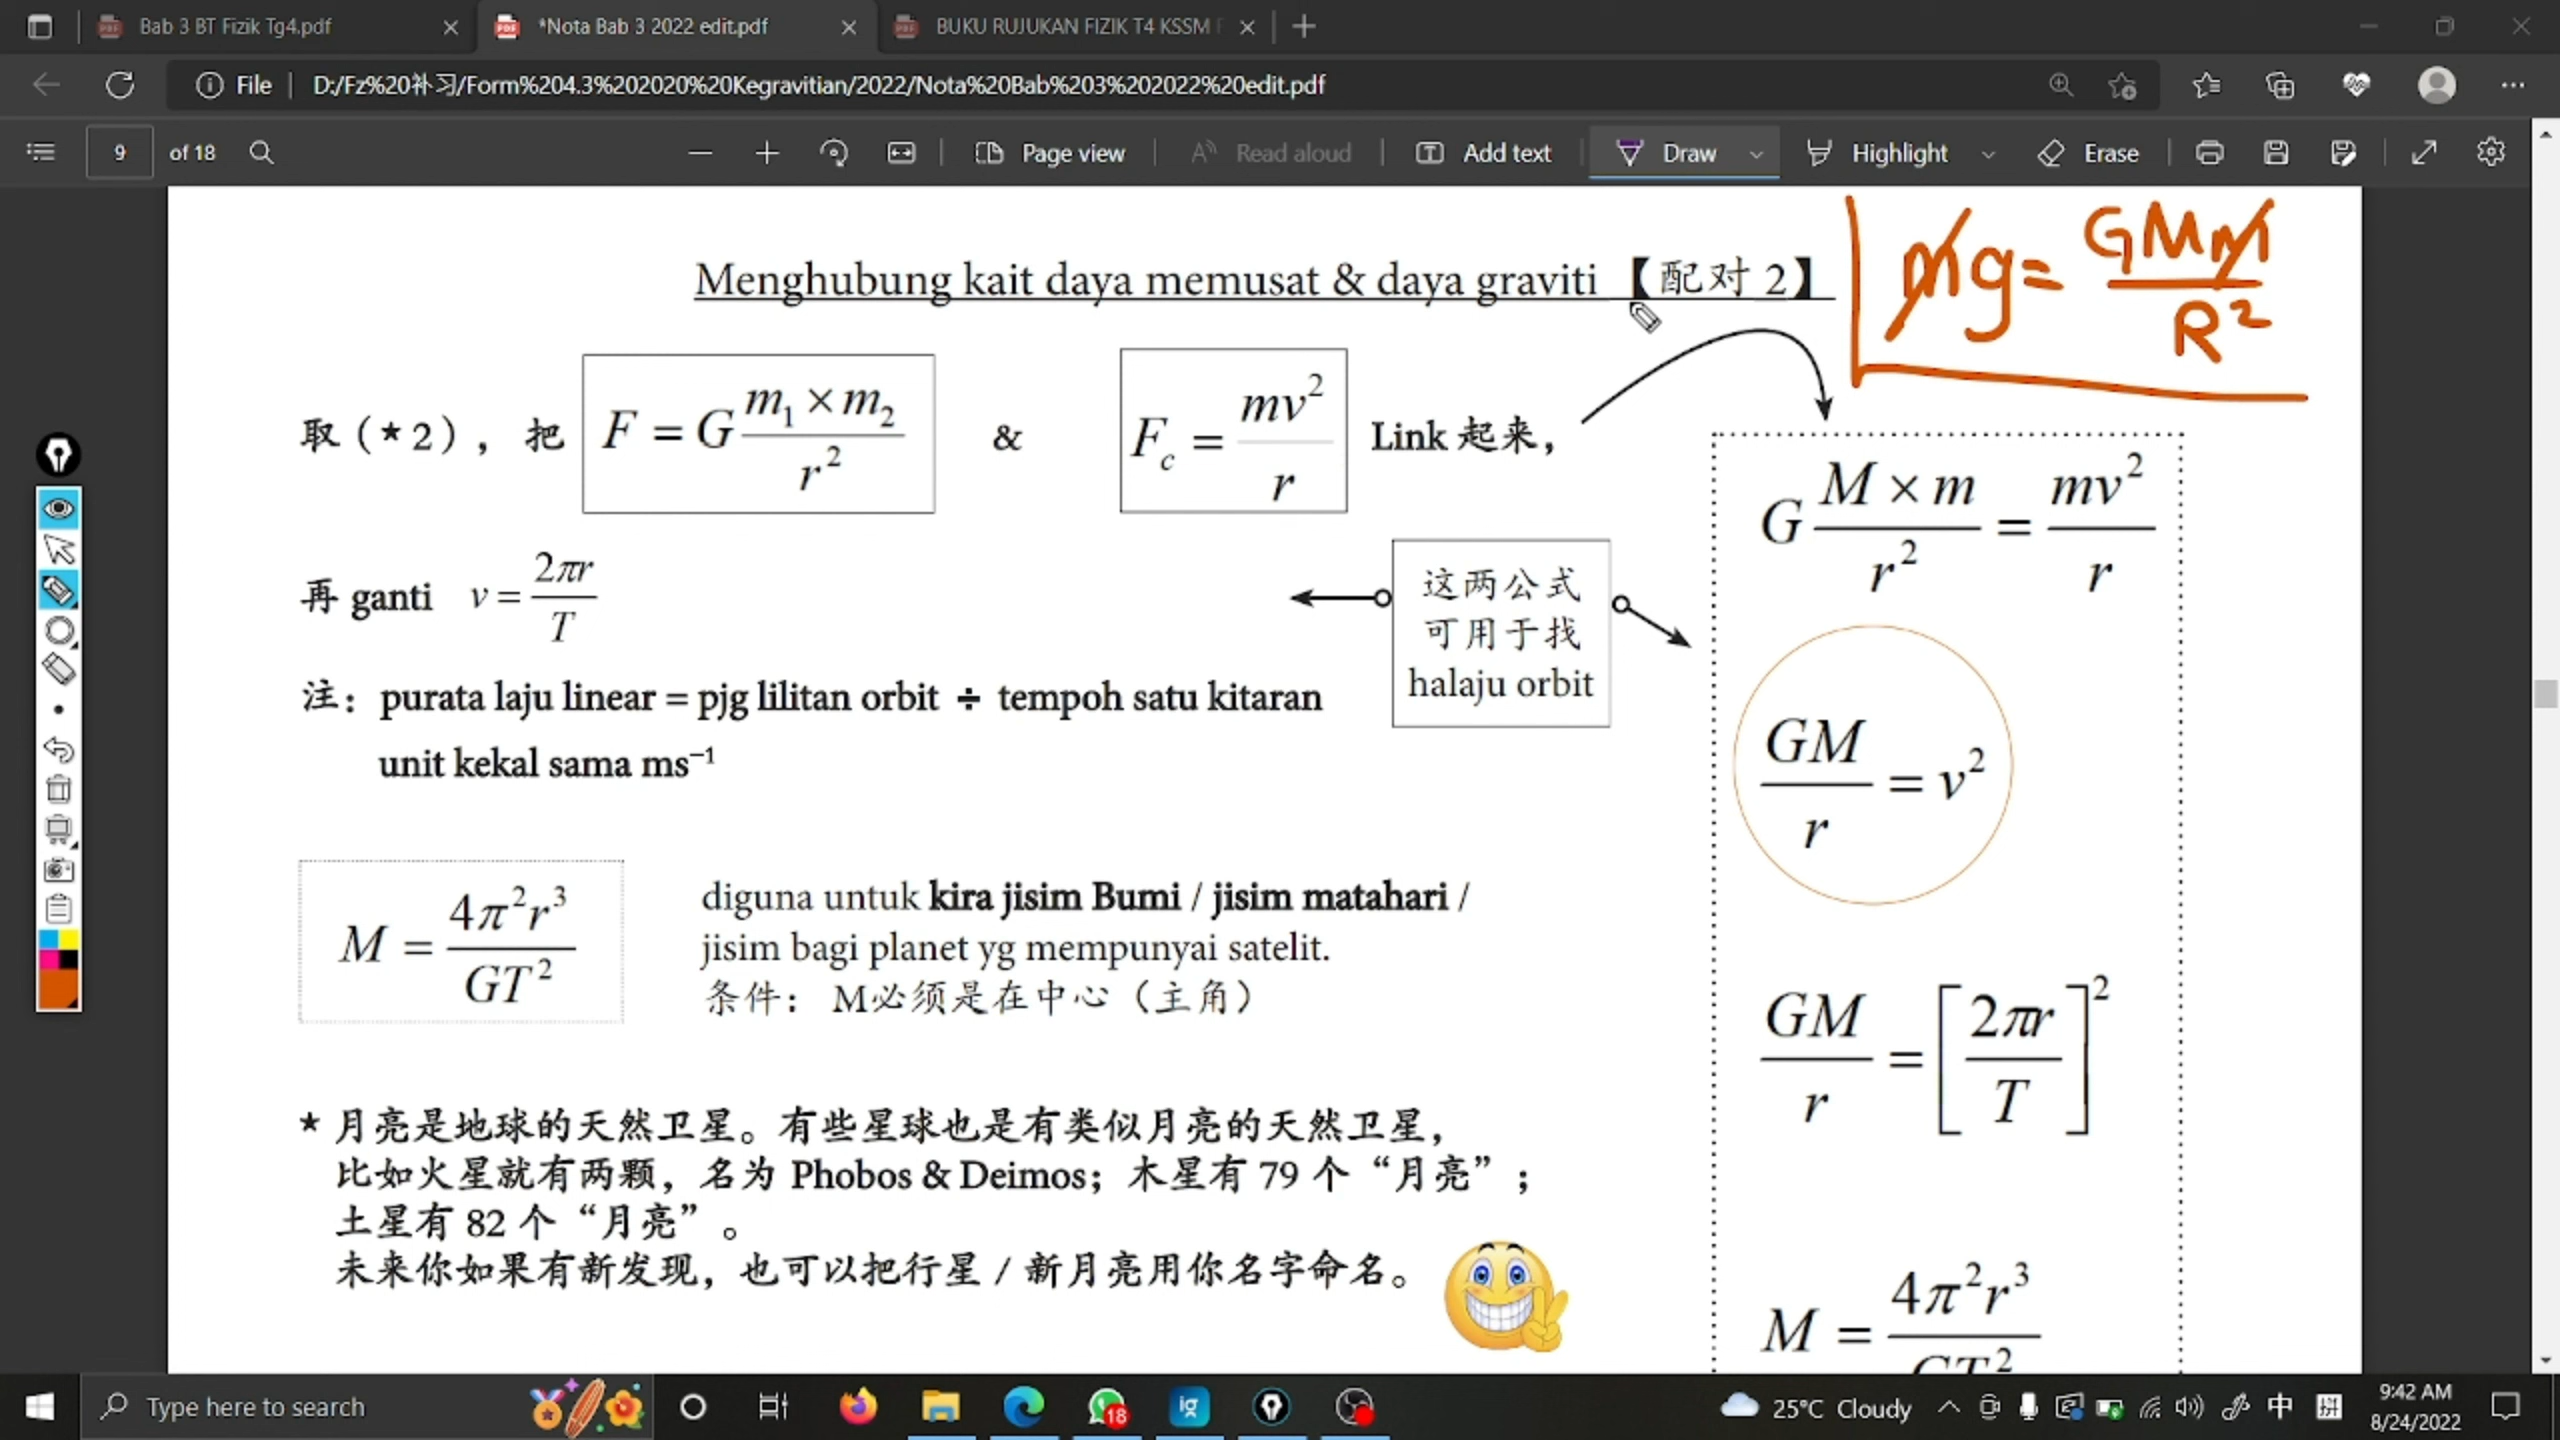 Bab 3 BT Fizik Tg4.pdf
*Nota Bab 3 2022 edit.pdf
BUKU RUJUKAN FIZIK T4 KSSM
File
D:/Fz%20补习/Form%204.3%202020%20Kegravitian/2022/Nota%20Bab%203%202022%20edit.pdf
9 of 18
Page view
Read aloud
Add text
Draw
Highlight
Erase
Menghubung kait daya memusat & daya graviti 【配对 2】
mg = GMm / R²
取(★2)，把 F = G m₁ × m₂ / r² & F_c = mv² / r Link 起来，
G M × m / r² = mv² / r
再 ganti v = 2πr / T
这两公式
可用于找
halaju orbit
注：purata laju linear = pjg lilitan orbit ÷ tempoh satu kitaran
unit kekal sama ms⁻¹
GM / r = v²
M = 4π²r³ / GT²
diguna untuk kira jisim Bumi / jisim matahari /
jisim bagi planet yg mempunyai satelit.
条件： M必须是在中心（主角）
GM / r = [2πr / T]²
★ 月亮是地球的天然卫星。有些星球也是有类似月亮的天然卫星，
比如火星就有两颗，名为 Phobos & Deimos；木星有 79 个“月亮”；
土星有 82 个“月亮”。
未来你如果有新发现，也可以把行星 / 新月亮用你名字命名。
M = 4π²r³ / GT²
Type here to search
18
ig
25°C Cloudy
中
9:42 AM
8/24/2022